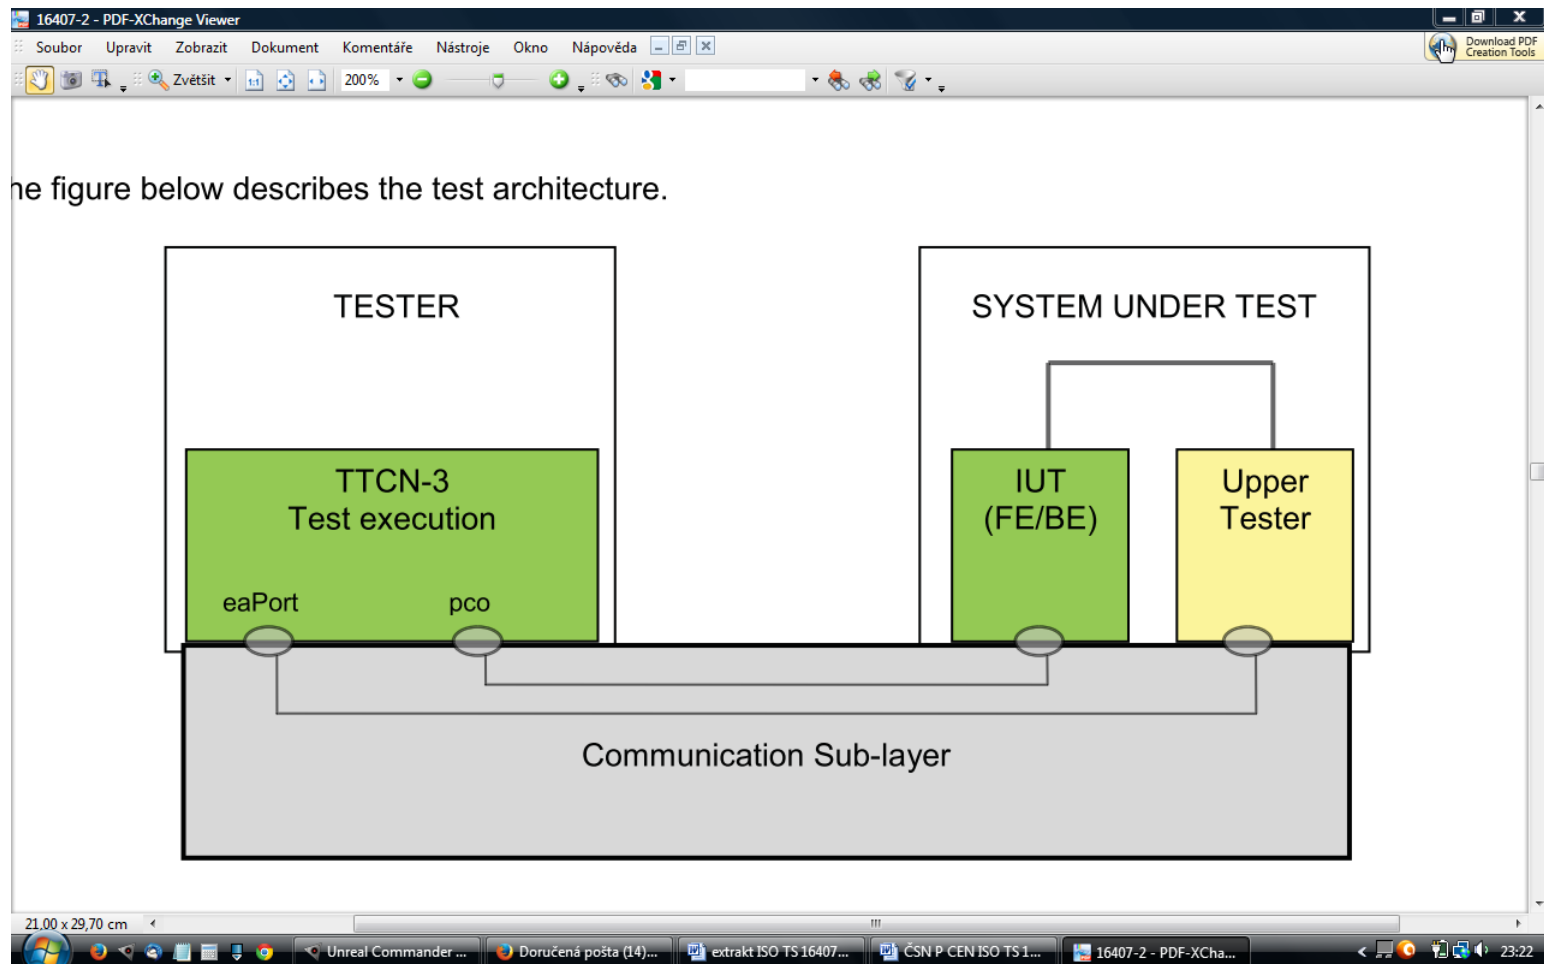 16407-2 - PDF-XChange Viewer
Soubor Upravit Zobrazit Dokument Komentáře Nástroje Okno Nápověda
Download PDF
Creation Tools
Zvětšit 1:1 200%
he figure below describes the test architecture.
TESTER
SYSTEM UNDER TEST
TTCN-3
Test execution
IUT
(FE/BE)
Upper
Tester
eaPort
pco
Communication Sub-layer
21,00 x 29,70 cm
Unreal Commander ...
Doručená pošta (14)...
extrakt ISO TS 16407...
ČSN P CEN ISO TS 1...
16407-2 - PDF-XCha...
23:22